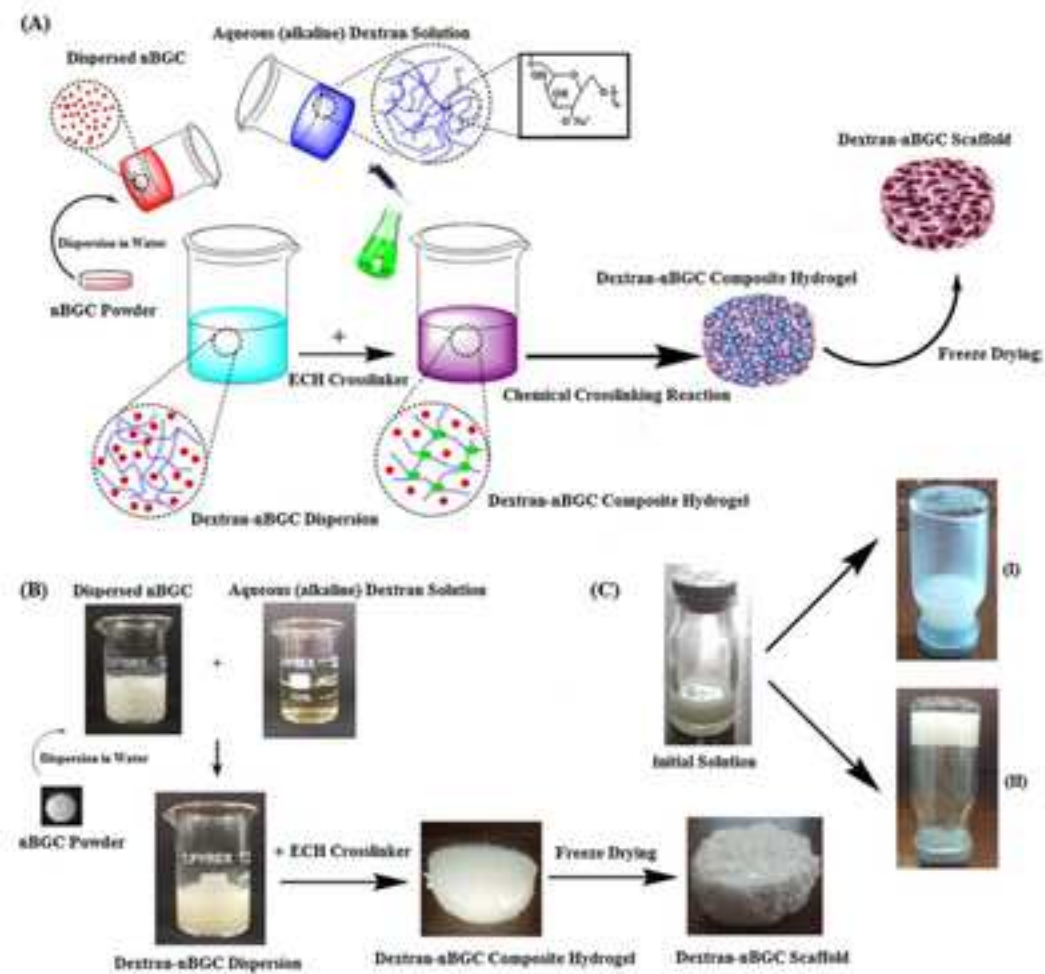 (A)
Aqueous (alkaline) Dextran Solution
Dispersed nBGC
Dextran-nBGC Scaffold
Dispersion in Water
nBGC Powder
Dextran-nBGC Composite Hydrogel
+
ECH Crosslinker
Chemical Crosslinking Reaction
Freeze Drying
Dextran-nBGC Dispersion
Dextran-nBGC Composite Hydrogel
(B)
Dispersed nBGC
Aqueous (alkaline) Dextran Solution
PYREX
+
Dispersion in Water
nBGC Powder
PYREX
+ ECH Crosslinker
Freeze Drying
Dextran-nBGC Dispersion
Dextran-nBGC Composite Hydrogel
Dextran-nBGC Scaffold
(C)
Initial Solution
(I)
(II)